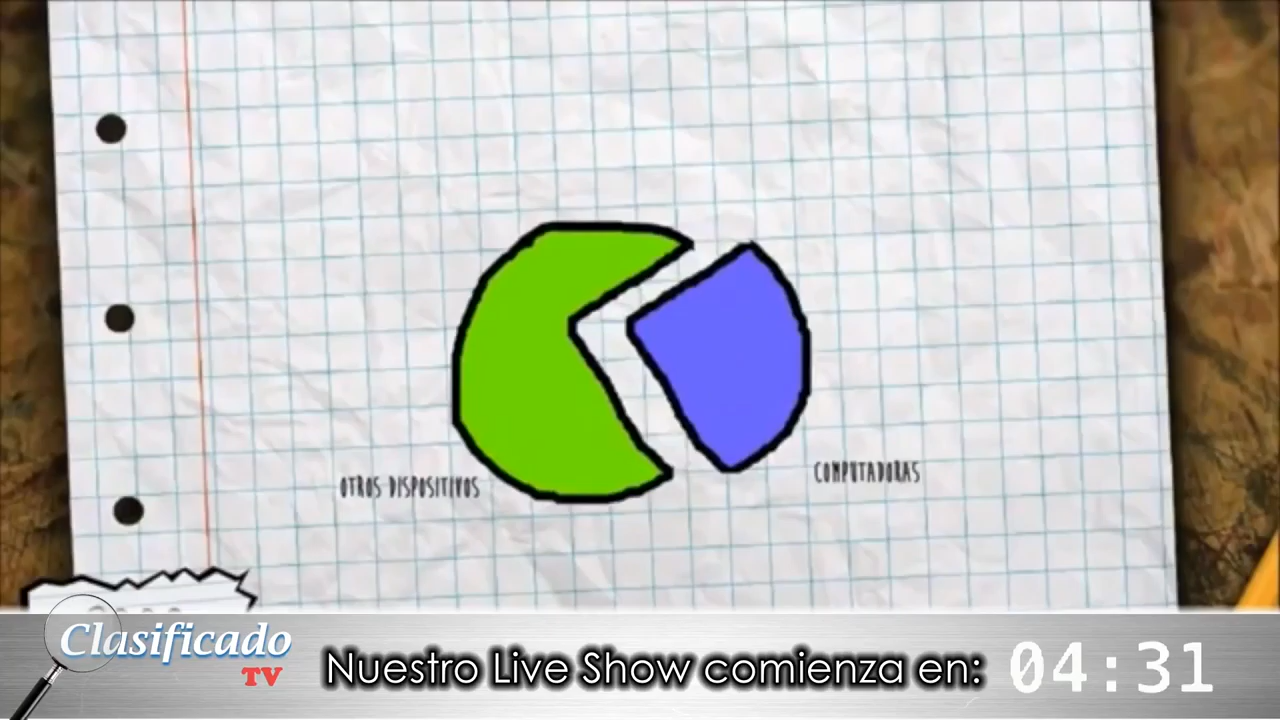 OTROS DISPOSITIVOS
COMPUTADORAS
Clasificado
TV
Nuestro Live Show comienza en:
04:31